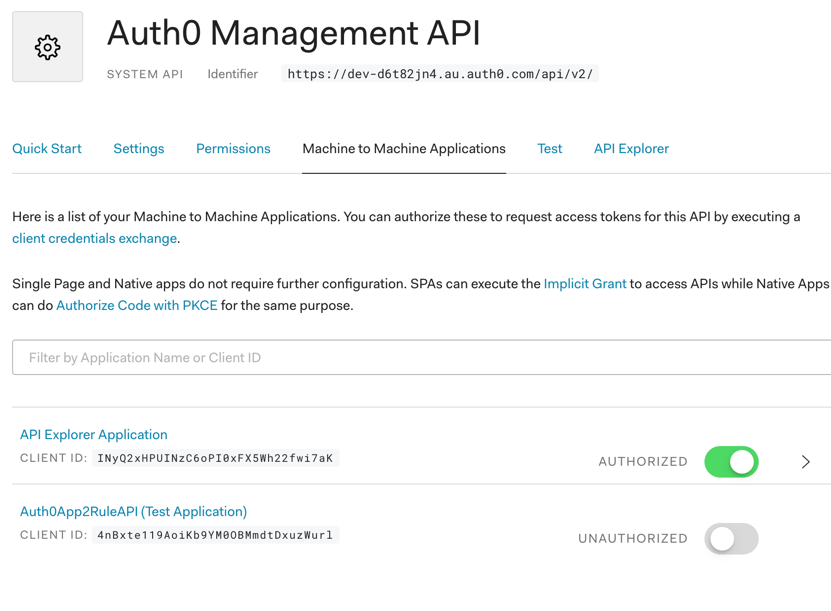 Auth0 Management API
SYSTEM API Identifier https://dev-d6t82jn4.au.auth0.com/api/v2/
Quick Start Settings Permissions Machine to Machine Applications Test API Explorer
Here is a list of your Machine to Machine Applications. You can authorize these to request access tokens for this API by executing a
client credentials exchange.
Single Page and Native apps do not require further configuration. SPAs can execute the Implicit Grant to access APIs while Native Apps
can do Authorize Code with PKCE for the same purpose.
Filter by Application Name or Client ID
API Explorer Application
CLIENT ID: INyQ2xHPUINzC6oPI0xFX5Wh22fwi7aK
AUTHORIZED
Auth0App2RuleAPI (Test Application)
CLIENT ID: 4nBxte119AoiKb9YM0OBMmdtDxuzWurl
UNAUTHORIZED